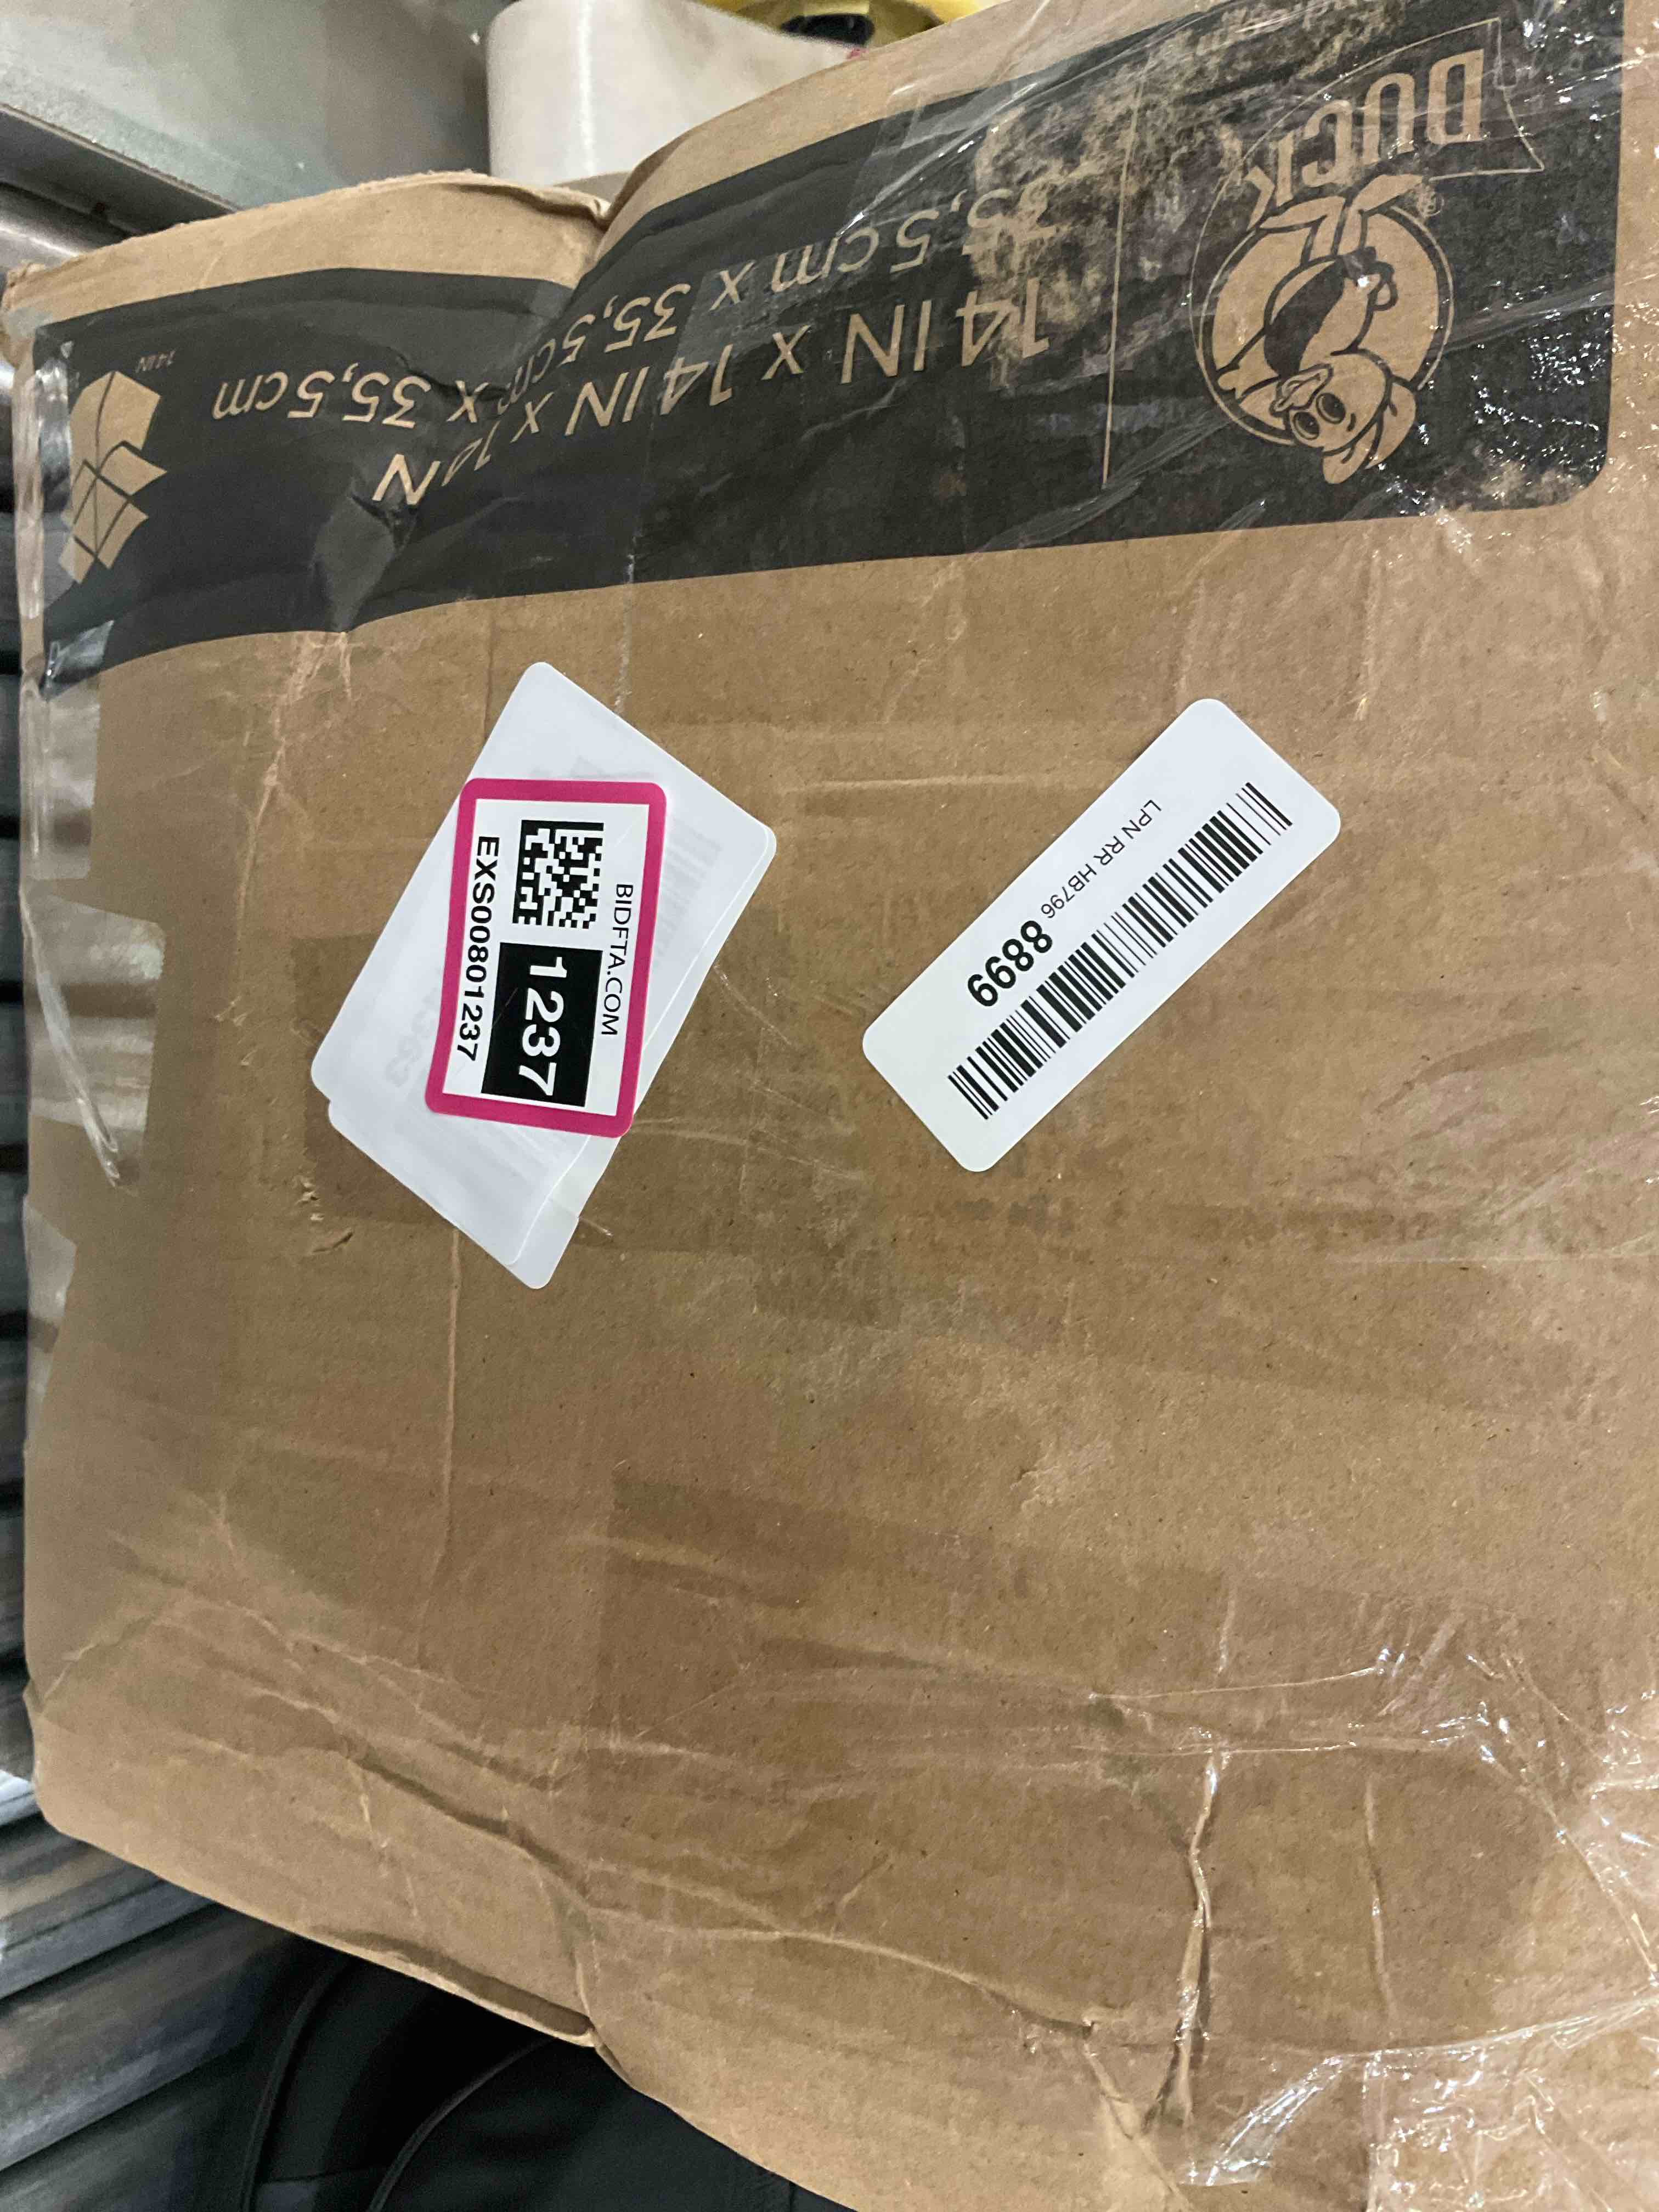 DUCK®
14 IN x 14 IN x 14 IN
35,5 cm x 35,5 cm x 35,5 cm
14 IN
BIDFTA.COM
1237
EXS00801237
LPN RR HB796 8899